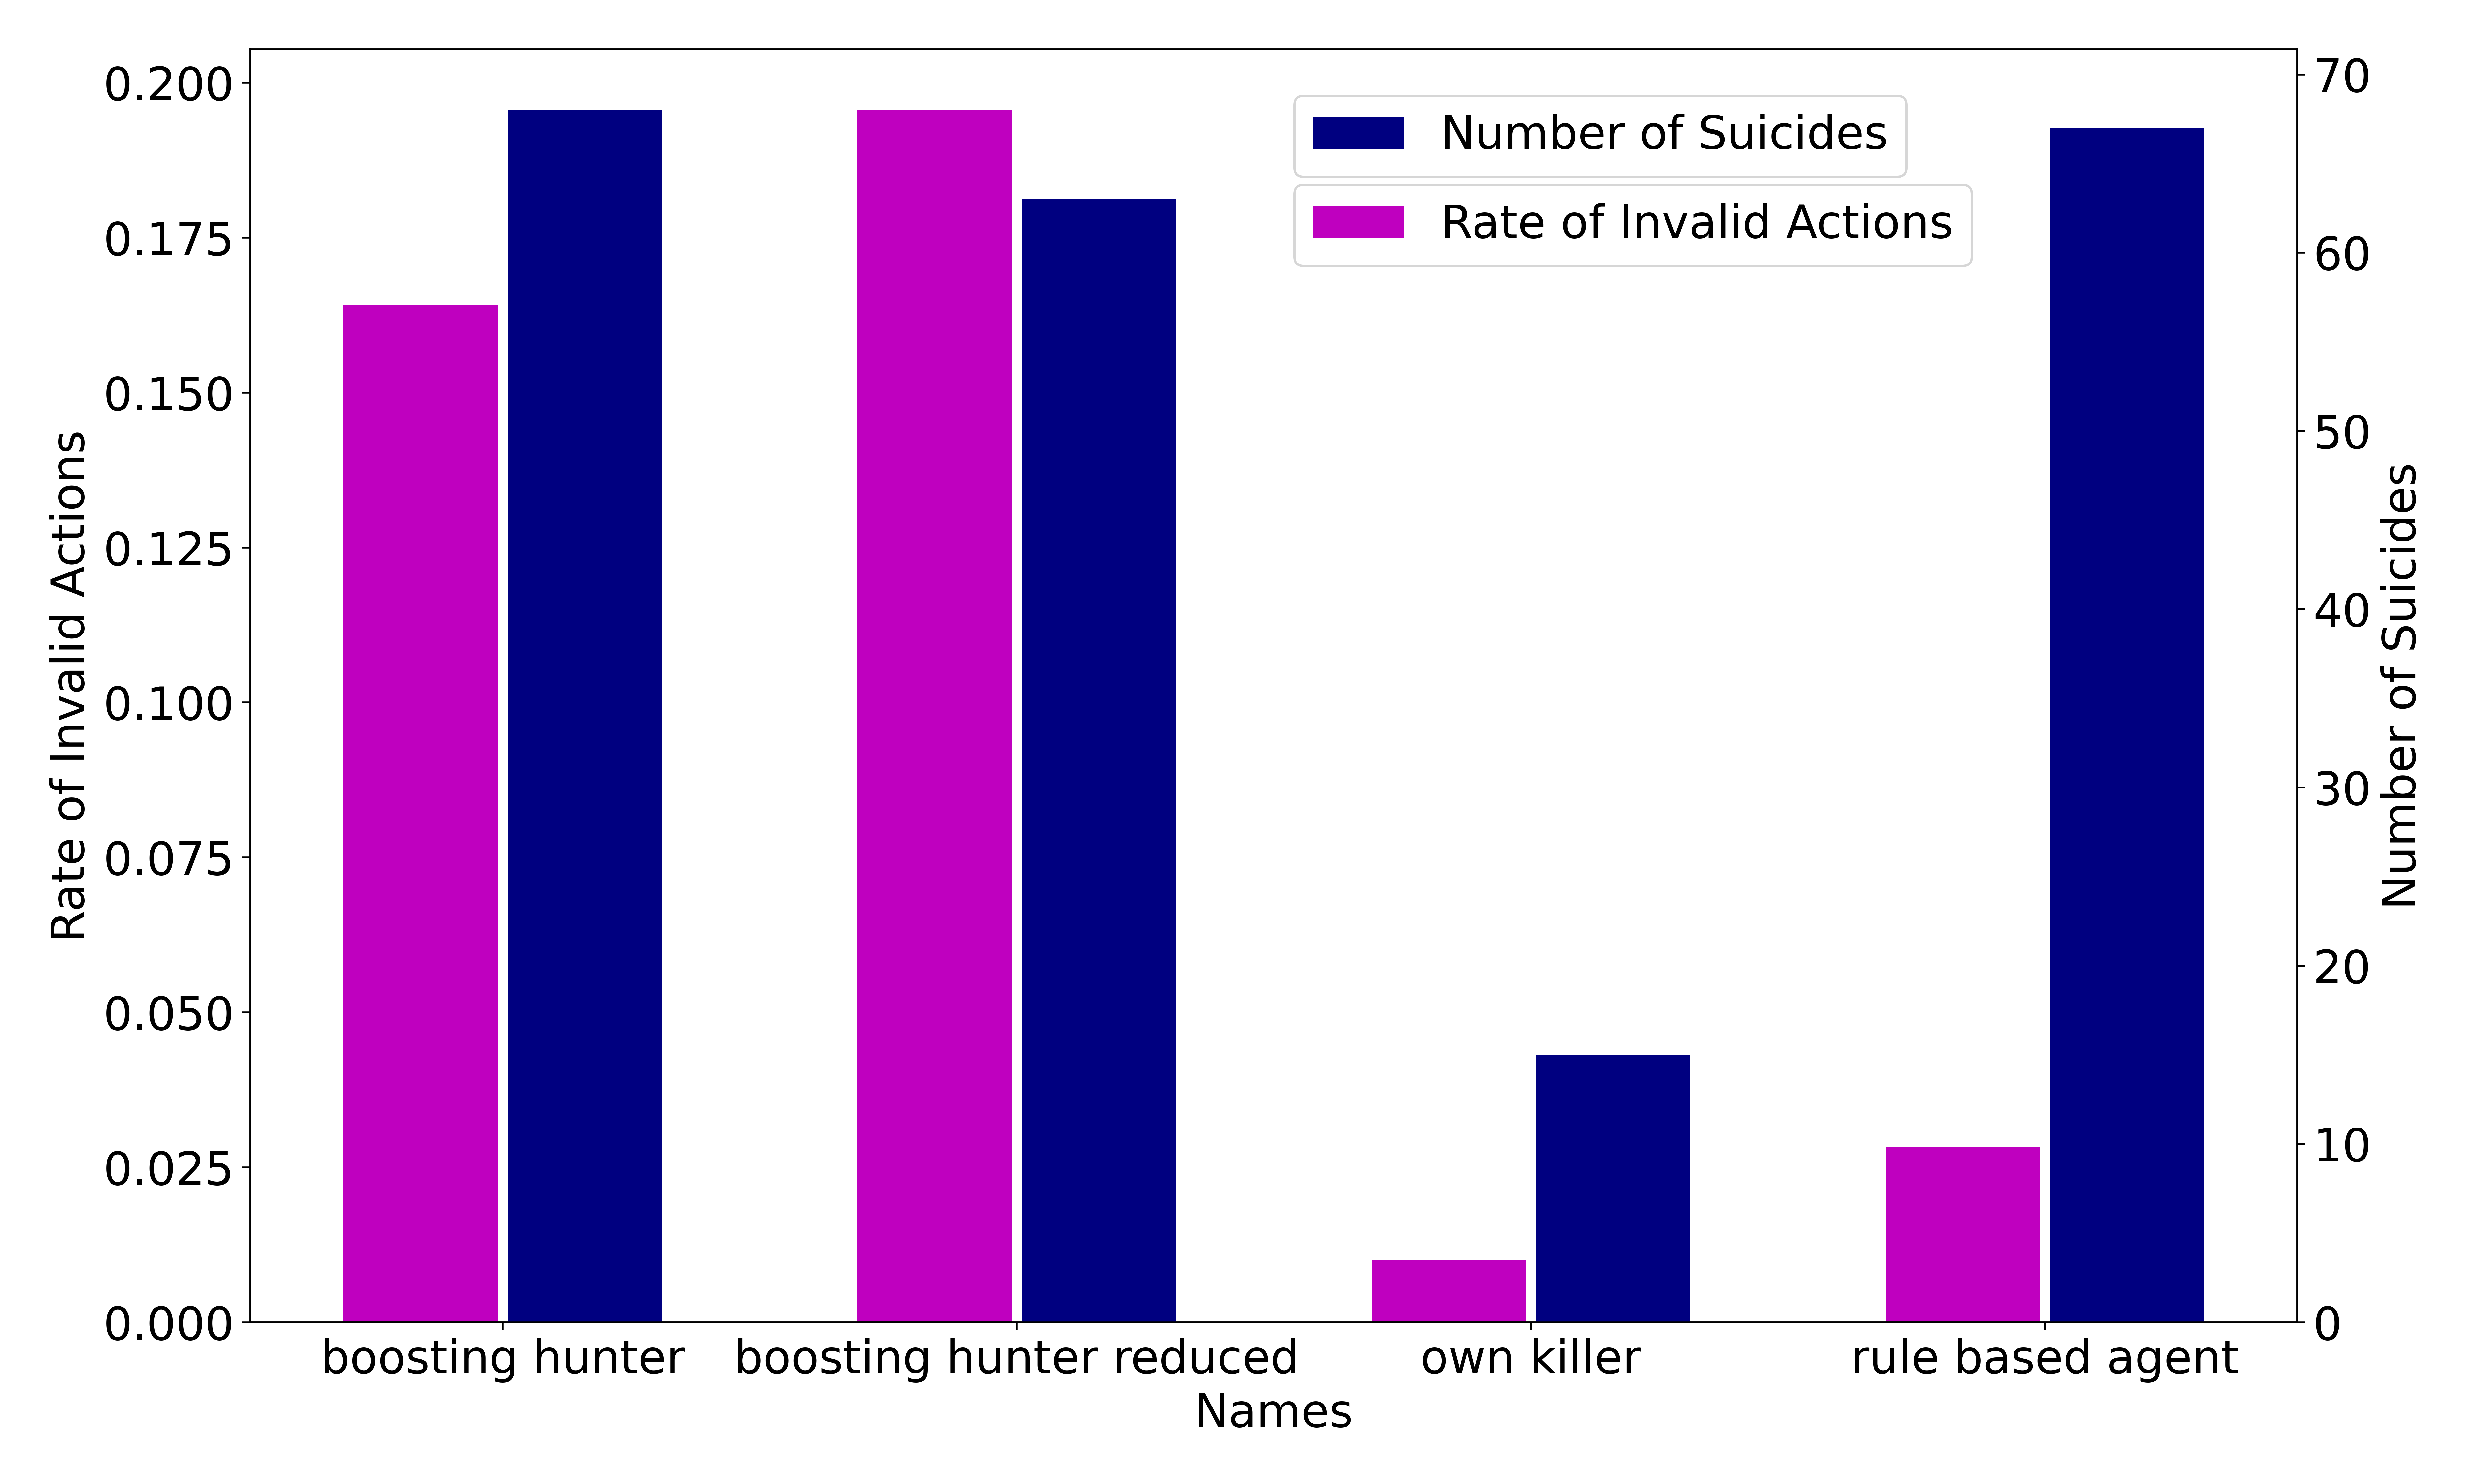 0.200
0.175
0.150
0.125
0.100
0.075
0.050
0.025
0.000
Rate of Invalid Actions
Number of Suicides
Rate of Invalid Actions
70
60
50
40
30
20
10
0
Number of Suicides
boosting hunter
boosting hunter reduced
own killer
rule based agent
Names